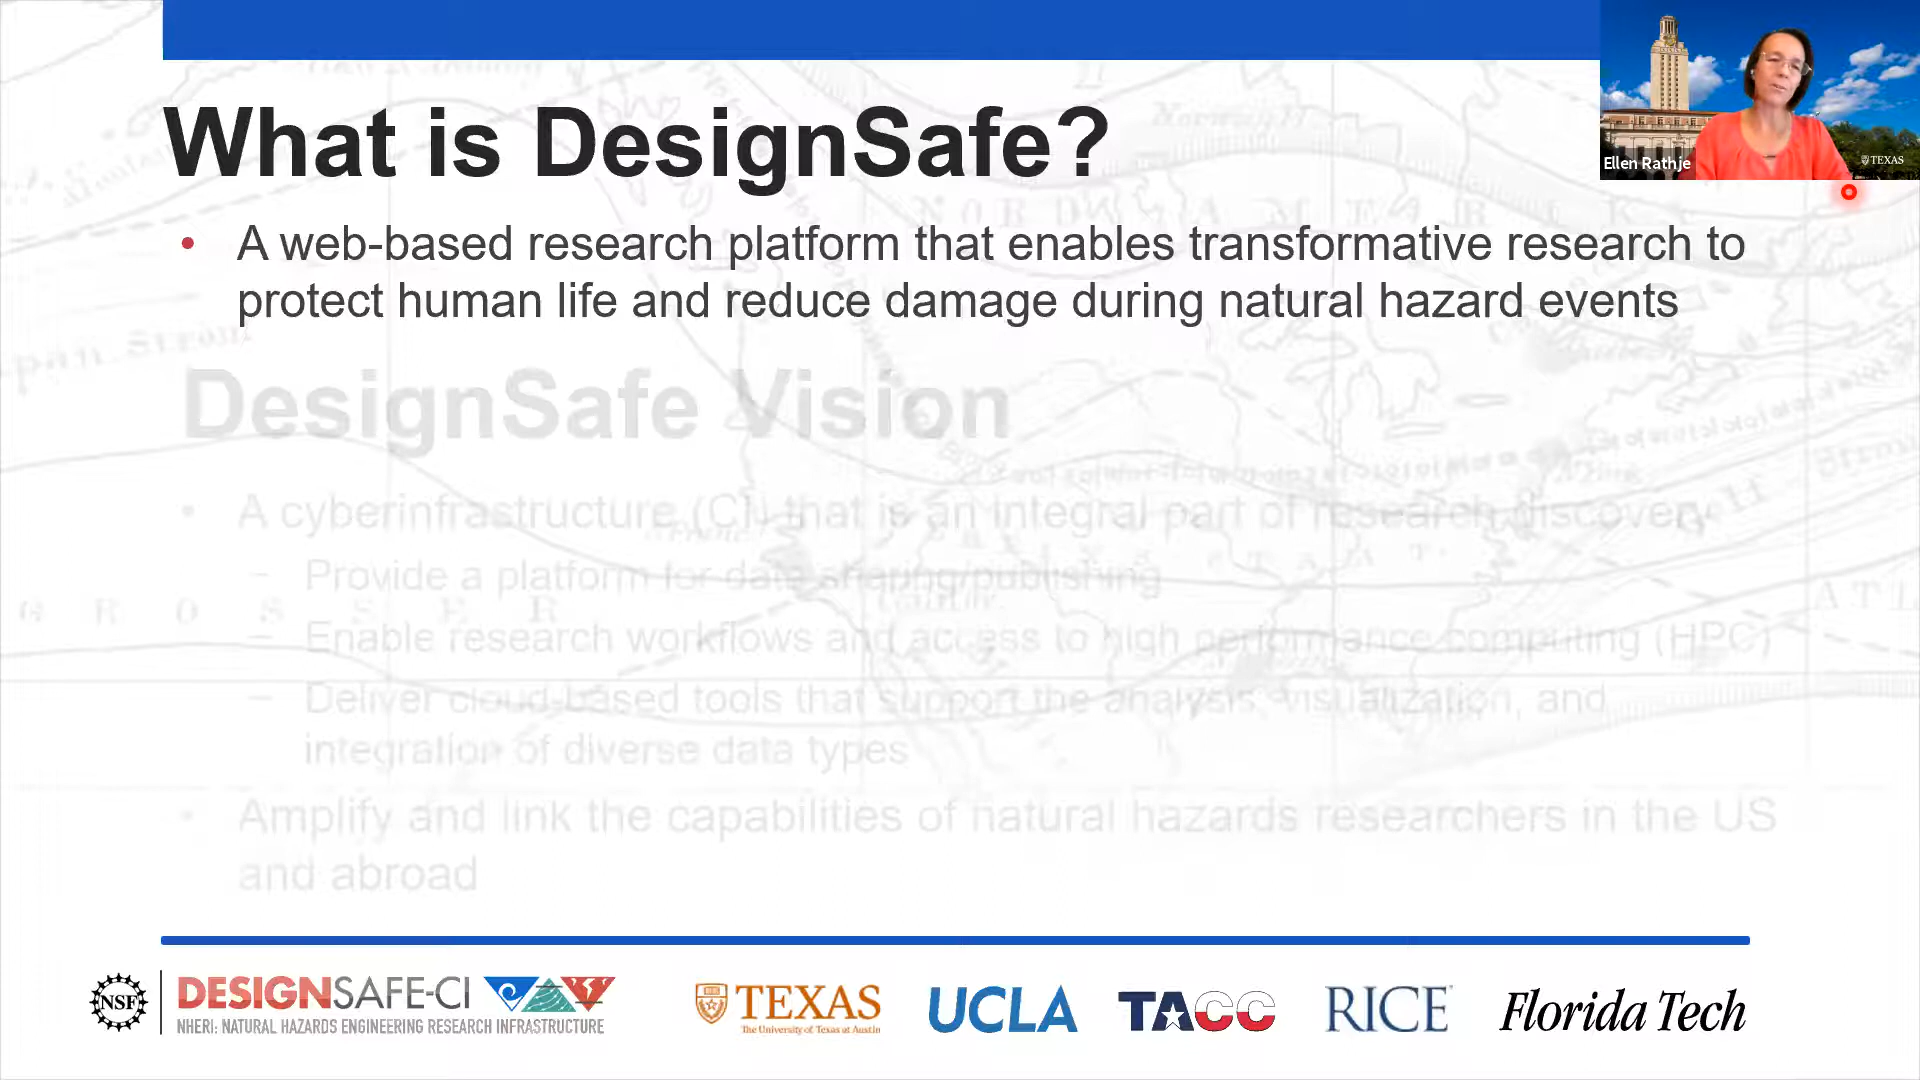 What is DesignSafe?
Ellen Rathje
TEXAS
• A web-based research platform that enables transformative research to
protect human life and reduce damage during natural hazard events
DesignSafe Vision
• A cyberinfrastructure (CI) that is an integral part of research discovery
– Provide a platform for data sharing/publishing
– Enable research workflows and access to high performance computing (HPC)
– Deliver cloud-based tools that support the analysis, visualization, and
integration of diverse data types
• Amplify and link the capabilities of natural hazards researchers in the US
and abroad
NSF
DESIGNSAFE-CI
NHERI: NATURAL HAZARDS ENGINEERING RESEARCH INFRASTRUCTURE
TEXAS
The University of Texas at Austin
UCLA
TACC
RICE
Florida Tech